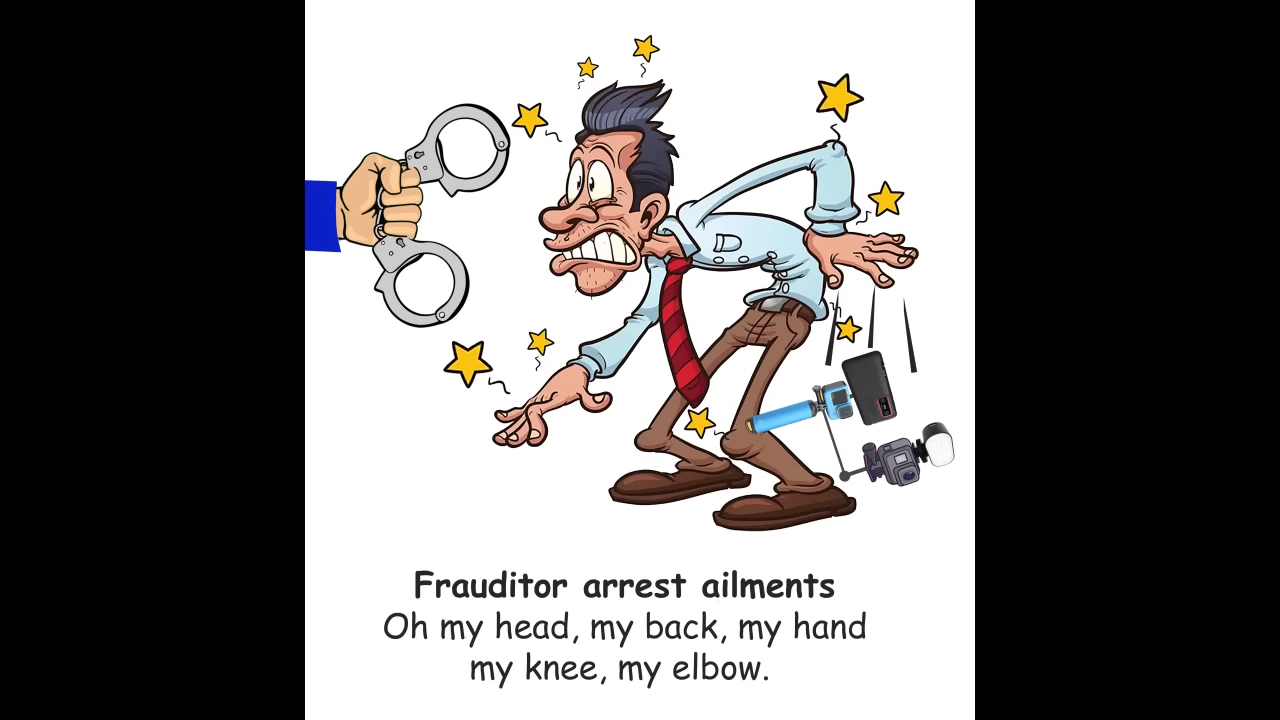 Frauditor arrest ailments
Oh my head, my back, my hand
my knee, my elbow.